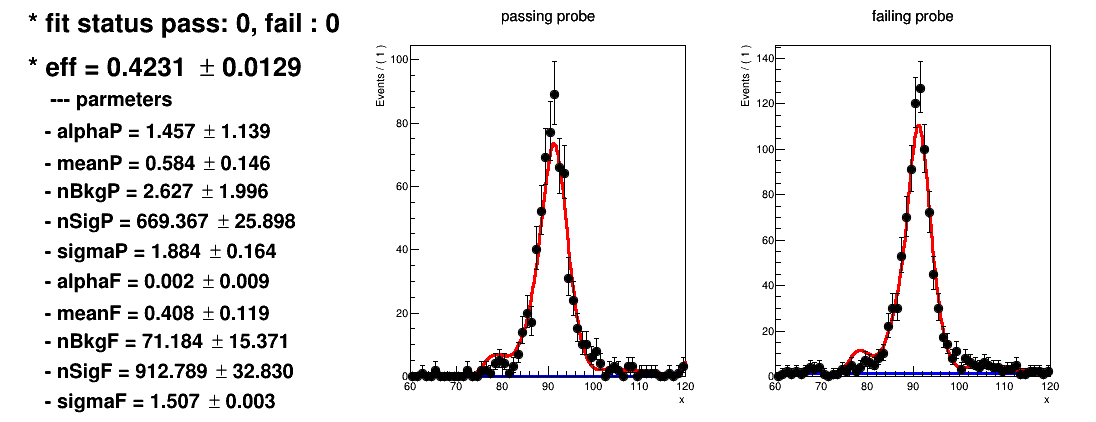 * fit status pass: 0, fail : 0
* eff = 0.4231 ± 0.0129
--- parmeters
- alphaP = 1.457 ± 1.139
- meanP = 0.584 ± 0.146
- nBkgP = 2.627 ± 1.996
- nSigP = 669.367 ± 25.898
- sigmaP = 1.884 ± 0.164
- alphaF = 0.002 ± 0.009
- meanF = 0.408 ± 0.119
- nBkgF = 71.184 ± 15.371
- nSigF = 912.789 ± 32.830
- sigmaF = 1.507 ± 0.003
passing probe
Events / ( 1 )
100
80
60
40
20
0
60 70 80 90 100 110 120
x
failing probe
Events / ( 1 )
140
120
100
80
60
40
20
0
60 70 80 90 100 110 120
x